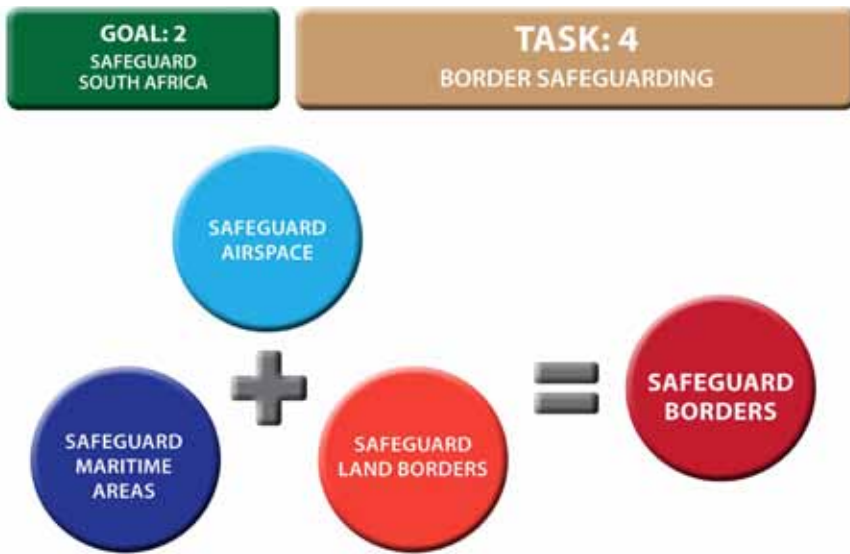 GOAL: 2
SAFEGUARD
SOUTH AFRICA
TASK: 4
BORDER SAFEGUARDING
SAFEGUARD
AIRSPACE
SAFEGUARD
MARITIME
AREAS
SAFEGUARD
LAND BORDERS
SAFEGUARD
BORDERS